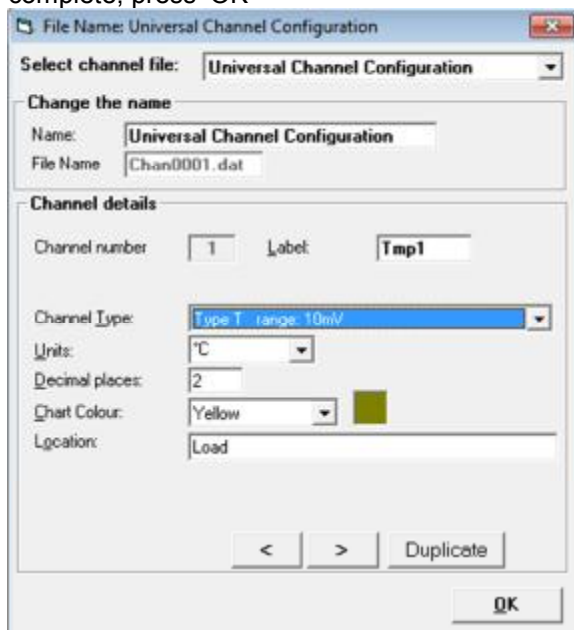 complete, press 'OK'
File Name: Universal Channel Configuration
Select channel file: Universal Channel Configuration
Change the name
Name: Universal Channel Configuration
File Name Chan0001.dat
Channel details
Channel number 1 Label: Tmp1
Channel Type: Type T range: 10mV
Units: °C
Decimal places: 2
Chart Colour: Yellow
Location: Load
< > Duplicate
OK